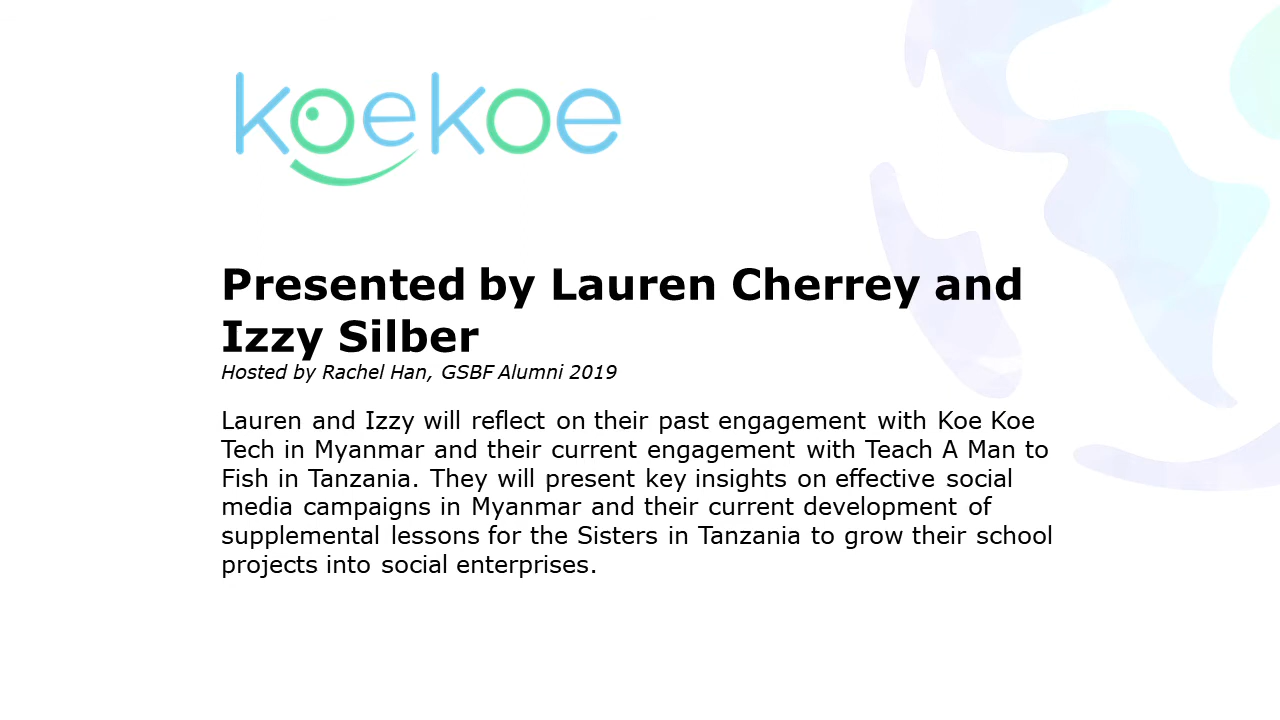 koekoe
Presented by Lauren Cherrey and
Izzy Silber
Hosted by Rachel Han, GSBF Alumni 2019
Lauren and Izzy will reflect on their past engagement with Koe Koe
Tech in Myanmar and their current engagement with Teach A Man to
Fish in Tanzania. They will present key insights on effective social
media campaigns in Myanmar and their current development of
supplemental lessons for the Sisters in Tanzania to grow their school
projects into social enterprises.